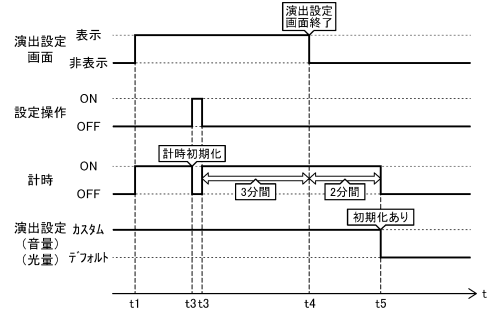 演出設定
画面終了
演出設定
画面
表示
非表示
設定操作
ON
OFF
計時初期化
計時
ON
OFF
3分間
2分間
初期化あり
演出設定
(音量)
(光量)
カスタム
デフォルト
t
t1
t3
t3
t4
t5